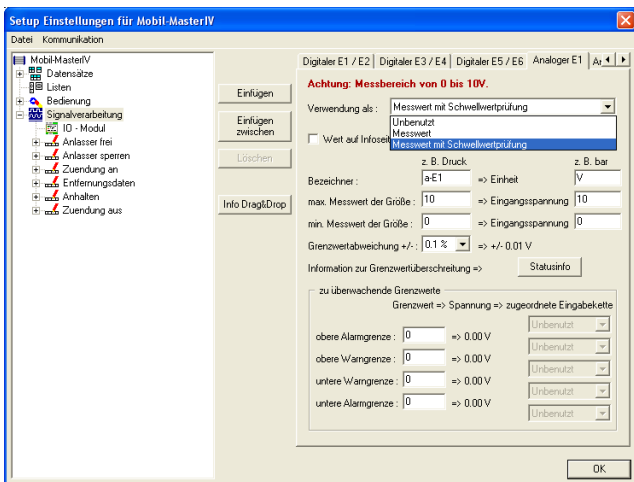 Setup Einstellungen für Mobil-MasterIV
Datei Kommunikation
Mobil-MasterIV
Datensätze
Listen
Bedienung
Signalverarbeitung
IO - Modul
Anlasser frei
Anlasser sperren
Zuendung an
Entfernungsdaten
Anhalten
Zuendung aus
Einfügen
Einfügen
zwischen
Löschen
Info Drag&Drop
Digitaler E1 / E2 Digitaler E3 / E4 Digitaler E5 / E6 Analoger E1
Achtung: Messbereich von 0 bis 10V.
Verwendung als : Messwert mit Schwellwertprüfung
Unbenutzt
Messwert
Messwert mit Schwellwertprüfung
Wert auf Infoseit
z. B. Druck z. B. bar
Bezeichner : a-E1 => Einheit V
max. Messwert der Größe : 10 => Eingangsspannung 10
min. Messwert der Größe : 0 => Eingangsspannung 0
Grenzwertabweichung +/- : 0.1 % => +/- 0.01 V
Information zur Grenzwertüberschreitung => Statusinfo
zu überwachende Grenzwerte
Grenzwert => Spannung => zugeordnete Eingabekette
Unbenutzt
obere Alarmgrenze : 0 => 0.00 V
Unbenutzt
obere Warngrenze : 0 => 0.00 V
Unbenutzt
untere Warngrenze : 0 => 0.00 V
Unbenutzt
untere Alarmgrenze : 0 => 0.00 V
Unbenutzt
OK